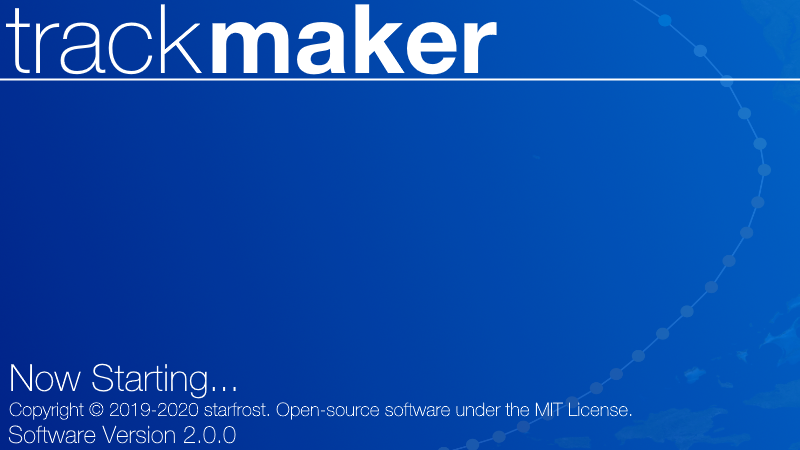 trackmaker
Now Starting...
Copyright © 2019-2020 starfrost. Open-source software under the MIT License.
Software Version 2.0.0